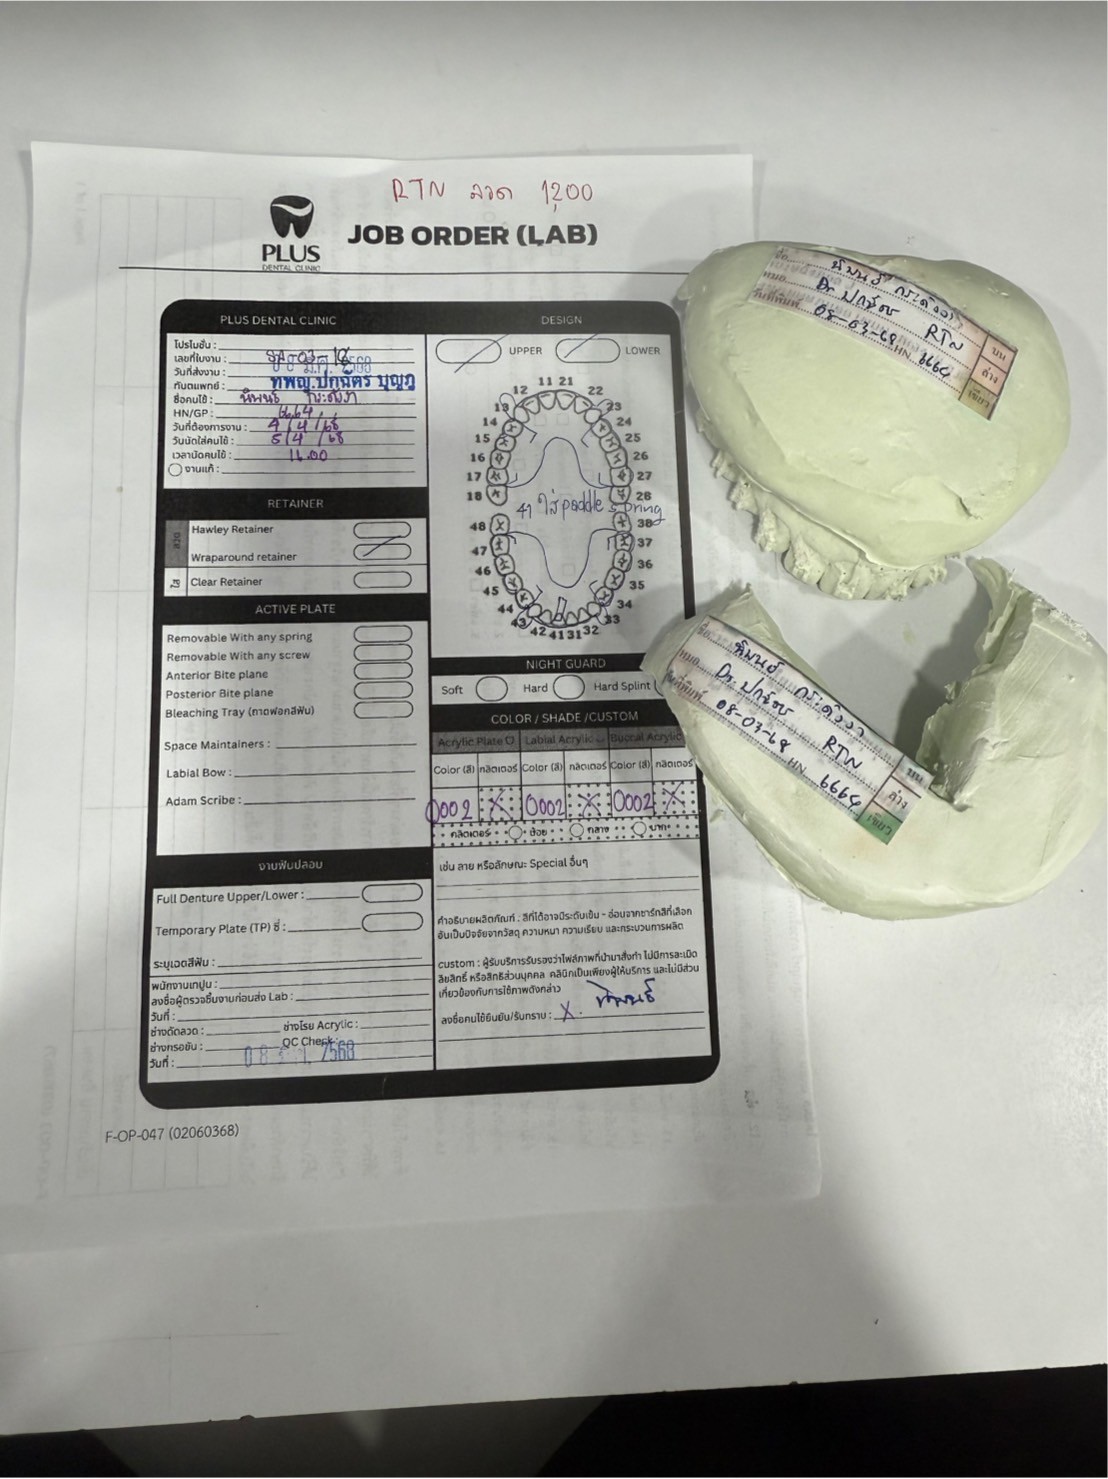 RTN ลวด 1,200
PLUS
DENTAL CLINIC
JOB ORDER (LAB)
PLUS DENTAL CLINIC
โปรโมชั่น :
เลขที่ใบงาน :
วันที่ส่งงาน :
ทันตแพทย์ : ทพญ.ปกฉัตร
ชื่อคนไข้ :
HN/GP : 6664
วันที่ต้องการงาน : 4/4/68
วันนัดใส่คนไข้ : 5/4/68
เวลานัดคนไข้ : 16.00
งานแก้ :
RETAINER
ลวด
Hawley Retainer
Wraparound retainer
ใส
Clear Retainer
ACTIVE PLATE
Removable With any spring
Removable With any screw
Anterior Bite plane
Posterior Bite plane
Bleaching Tray (ถาดฟอกสีฟัน)
Space Maintainers :
Labial Bow :
Adam Scribe :
งานฟันปลอม
Full Denture Upper/Lower :
Temporary Plate (TP) ซี่ :
ระบุเฉดสีฟัน :
พนักงานเทปูน :
ลงชื่อผู้ตรวจชิ้นงานก่อนส่ง Lab :
วันที่ :
ช่างดัดลวด : ช่างโรย Acrylic :
ช่างกรอขัด : QC Check :
วันที่ : 2568
DESIGN
UPPER LOWER
11 21
12 22
13 23
14 24
15 25
16 26
17 27
18 28
41 ใส่ paddle spring
48 38
47 37
46 36
45 35
44 34
43 33
42 41 31 32
NIGHT GUARD
Soft Hard Hard Splint
COLOR / SHADE /CUSTOM
Acrylic Plate Labial Acrylic Buccal Acrylic
Color (สี) กลิตเตอร์ Color (สี) กลิตเตอร์ Color (สี) กลิตเตอร์
0002 X 0002 X 0002 X
กลิตเตอร์ น้อย กลาง มาก
เช่น ลาย หรือลักษณะ Special อื่นๆ
คำอธิบายผลิตภัณฑ์ : สีที่ได้อาจมีระดับเข้ม - อ่อนจากชาร์ทสีที่เลือก
อันเป็นปัจจัยจากวัสดุ ความหนา ความเรียบ และกระบวนการผลิต
custom : ผู้รับบริการรับรองว่าไฟล์ภาพที่นำมาสั่งทำ ไม่มีการละเมิด
ลิขสิทธิ์ หรือสิทธิส่วนบุคคล คลินิกเป็นเพียงผู้ให้บริการ และไม่มีส่วน
เกี่ยวข้องกับการใช้ภาพดังกล่าว
ลงชื่อคนไข้ยืนยัน/รับทราบ : X.
F-OP-047 (02060368)
ชื่อ
หมอ Dr. RTN
วันที่พิมพ์ 08-03-68 HN 6664
บน
ล่าง
เขียว
ชื่อ
หมอ Dr. RTN
วันที่พิมพ์ 08-03-68 HN 6664
บน
ล่าง
เขียว